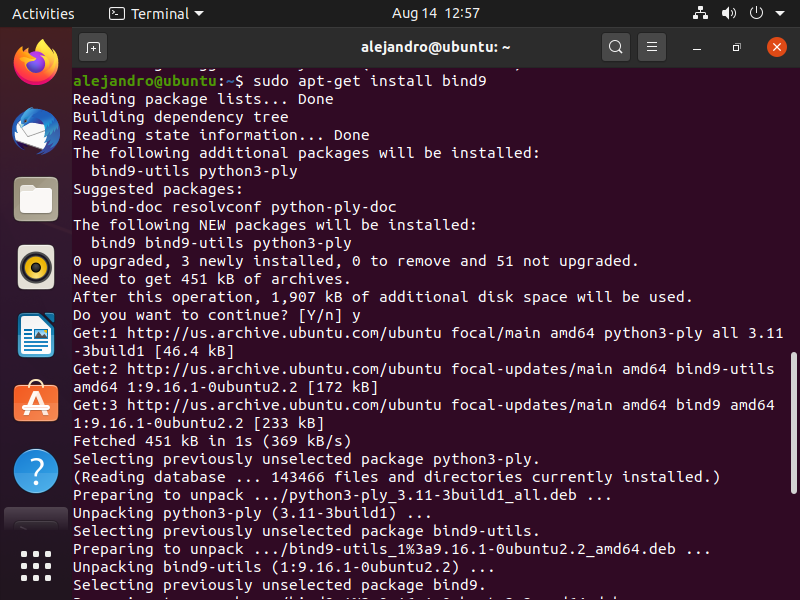 Activities
Terminal
Aug 14 12:57
alejandro@ubuntu: ~
alejandro@ubuntu:~$ sudo apt-get install bind9
Reading package lists... Done
Building dependency tree
Reading state information... Done
The following additional packages will be installed:
bind9-utils python3-ply
Suggested packages:
bind-doc resolvconf python-ply-doc
The following NEW packages will be installed:
bind9 bind9-utils python3-ply
0 upgraded, 3 newly installed, 0 to remove and 51 not upgraded.
Need to get 451 kB of archives.
After this operation, 1,907 kB of additional disk space will be used.
Do you want to continue? [Y/n] y
Get:1 http://us.archive.ubuntu.com/ubuntu focal/main amd64 python3-ply all 3.11
-3build1 [46.4 kB]
Get:2 http://us.archive.ubuntu.com/ubuntu focal-updates/main amd64 bind9-utils
amd64 1:9.16.1-0ubuntu2.2 [172 kB]
Get:3 http://us.archive.ubuntu.com/ubuntu focal-updates/main amd64 bind9 amd64
1:9.16.1-0ubuntu2.2 [233 kB]
Fetched 451 kB in 1s (369 kB/s)
Selecting previously unselected package python3-ply.
(Reading database ... 143466 files and directories currently installed.)
Preparing to unpack .../python3-ply_3.11-3build1_all.deb ...
Unpacking python3-ply (3.11-3build1) ...
Selecting previously unselected package bind9-utils.
Preparing to unpack .../bind9-utils_1%3a9.16.1-0ubuntu2.2_amd64.deb ...
Unpacking bind9-utils (1:9.16.1-0ubuntu2.2) ...
Selecting previously unselected package bind9.